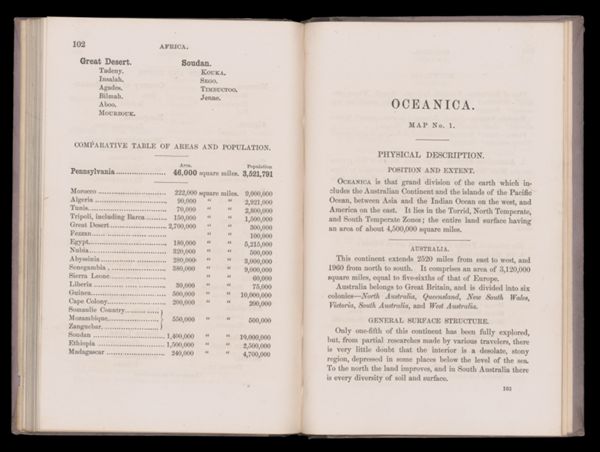 102 AFRICA.
Great Desert. Soudan.
Tadeny. KOUKA.
Insalah. SEGO.
Agades. TIMBUCTOO.
Bilmah. Jenne.
Aboo.
MOURZOUK.
COMPARATIVE TABLE OF AREAS AND POPULATION.
Area. Population
Pennsylvania 46,000 square miles. 3,521,791
Morocco 222,000 square miles. 9,000,000
Algeria 90,000 " " 2,921,000
Tunis 70,000 " " 2,800,000
Tripoli, including Barca 150,000 " " 1,500,000
Great Desert 2,700,000 " " 300,000
Fezzan " " 100,000
Egypt 180,000 " " 5,215,000
Nubia 320,000 " " 500,000
Abyssinia 280,000 " " 3,000,000
Senegambia 380,000 " " 9,000,000
Sierra Leone " " 60,000
Liberia 30,000 " " 75,000
Guinea 500,000 " " 10,000,000
Cape Colony 200,000 " " 200,000
Somaulie Country
Mozambique 550,000 " " 500,000
Zanguebar
Soudan 1,400,000 " " 10,000,000
Ethiopia 1,500,000 " " 2,500,000
Madagascar 240,000 " " 4,700,000
OCEANICA.
MAP No. 1.
PHYSICAL DESCRIPTION.
POSITION AND EXTENT.
OCEANICA is that grand division of the earth which in-
cludes the Australian Continent and the islands of the Pacific
Ocean, between Asia and the Indian Ocean on the west, and
America on the east. It lies in the Torrid, North Temperate,
and South Temperate Zones; the entire land surface having
an area of about 4,500,000 square miles.
AUSTRALIA.
This continent extends 2520 miles from east to west, and
1960 from north to south. It comprises an area of 3,120,000
square miles, equal to five-sixths of that of Europe.
Australia belongs to Great Britain, and is divided into six
colonies—North Australia, Queensland, New South Wales,
Victoria, South Australia, and West Australia.
GENERAL SURFACE STRUCTURE.
Only one-fifth of this continent has been fully explored,
but, from partial researches made by various travelers, there
is very little doubt that the interior is a desolate, stony
region, depressed in some places below the level of the sea.
To the north the land improves, and in South Australia there
is every diversity of soil and surface.
103